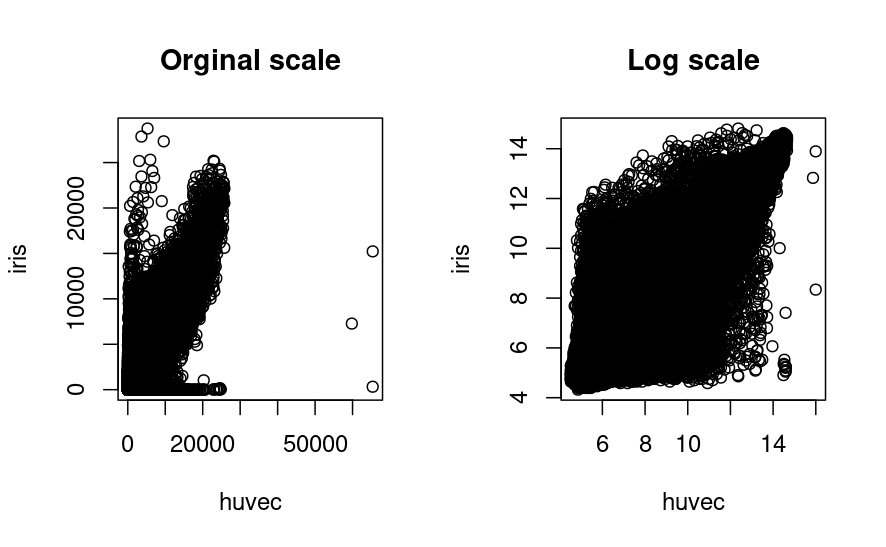 Orginal scale
iris
0 10000 20000
0 20000 50000
huvec
Log scale
iris
4 6 8 10 12 14
6 8 10 14
huvec